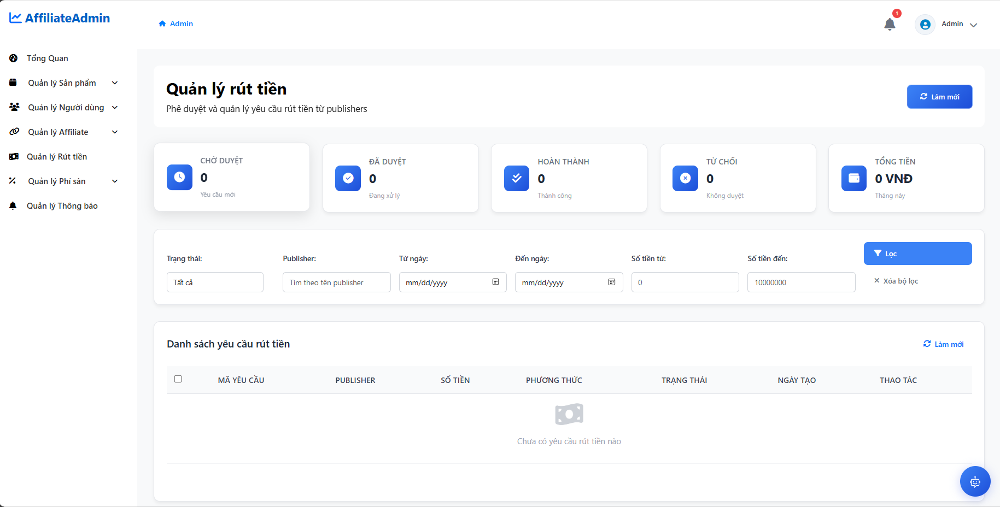 AffiliateAdmin
Admin
1
Admin
Tổng Quan
Quản lý Sản phẩm
Quản lý Người dùng
Quản lý Affiliate
Quản lý Rút tiền
Quản lý Phí sàn
Quản lý Thông báo
Quản lý rút tiền
Phê duyệt và quản lý yêu cầu rút tiền từ publishers
Làm mới
CHỜ DUYỆT
0
Yêu cầu mới
ĐÃ DUYỆT
0
Đang xử lý
HOÀN THÀNH
0
Thành công
TỪ CHỐI
0
Không duyệt
TỔNG TIỀN
0 VNĐ
Tháng này
Trạng thái:
Tất cả
Publisher:
Tìm theo tên publisher
Từ ngày:
mm/dd/yyyy
Đến ngày:
mm/dd/yyyy
Số tiền từ:
0
Số tiền đến:
10000000
Lọc
Xóa bộ lọc
Danh sách yêu cầu rút tiền
Làm mới
MÃ YÊU CẦU PUBLISHER SỐ TIỀN PHƯƠNG THỨC TRẠNG THÁI NGÀY TẠO THAO TÁC
Chưa có yêu cầu rút tiền nào